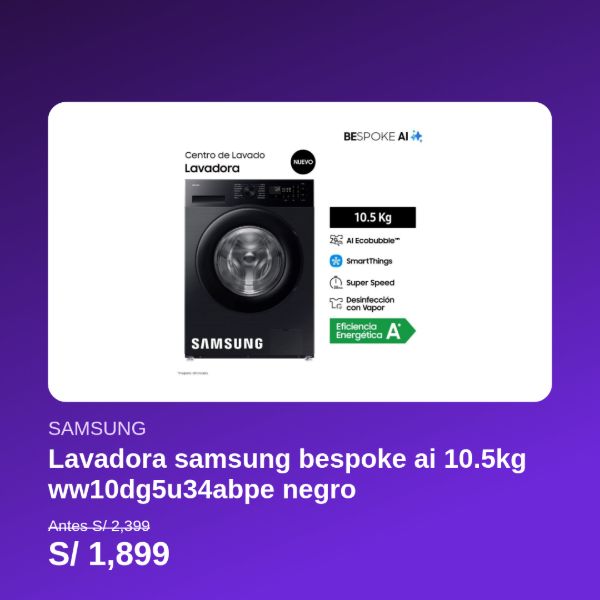 BESPOKE AI
Centro de Lavado
Lavadora
NUEVO
10.5 Kg
AI Ecobubble™
SmartThings
Super Speed
Desinfección
con Vapor
Eficiencia
Energética A*
SAMSUNG
SAMSUNG
Lavadora samsung bespoke ai 10.5kg
ww10dg5u34abpe negro
Antes S/ 2,399
S/ 1,899